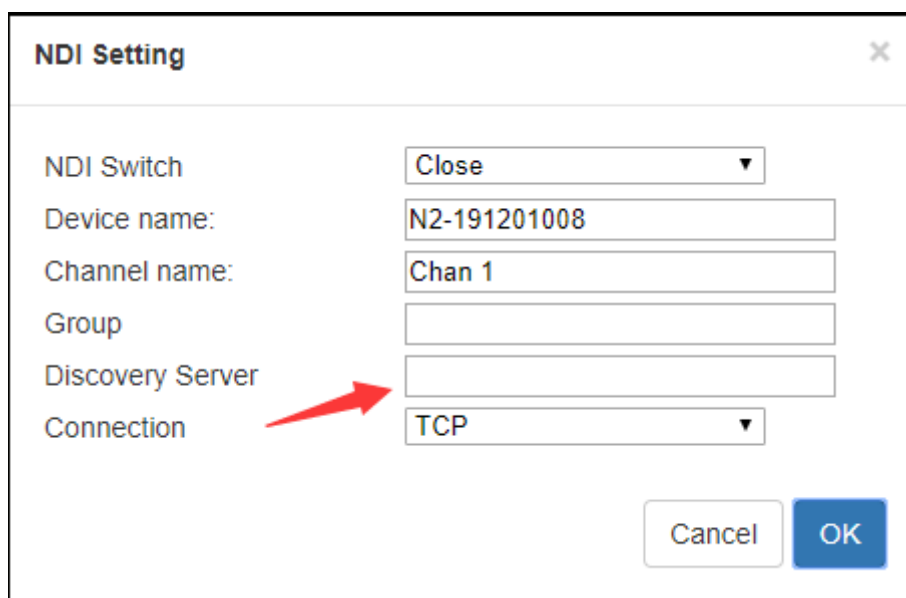 NDI Setting ×
NDI Switch Close
Device name: N2-191201008
Channel name: Chan 1
Group
Discovery Server
Connection TCP
Cancel OK